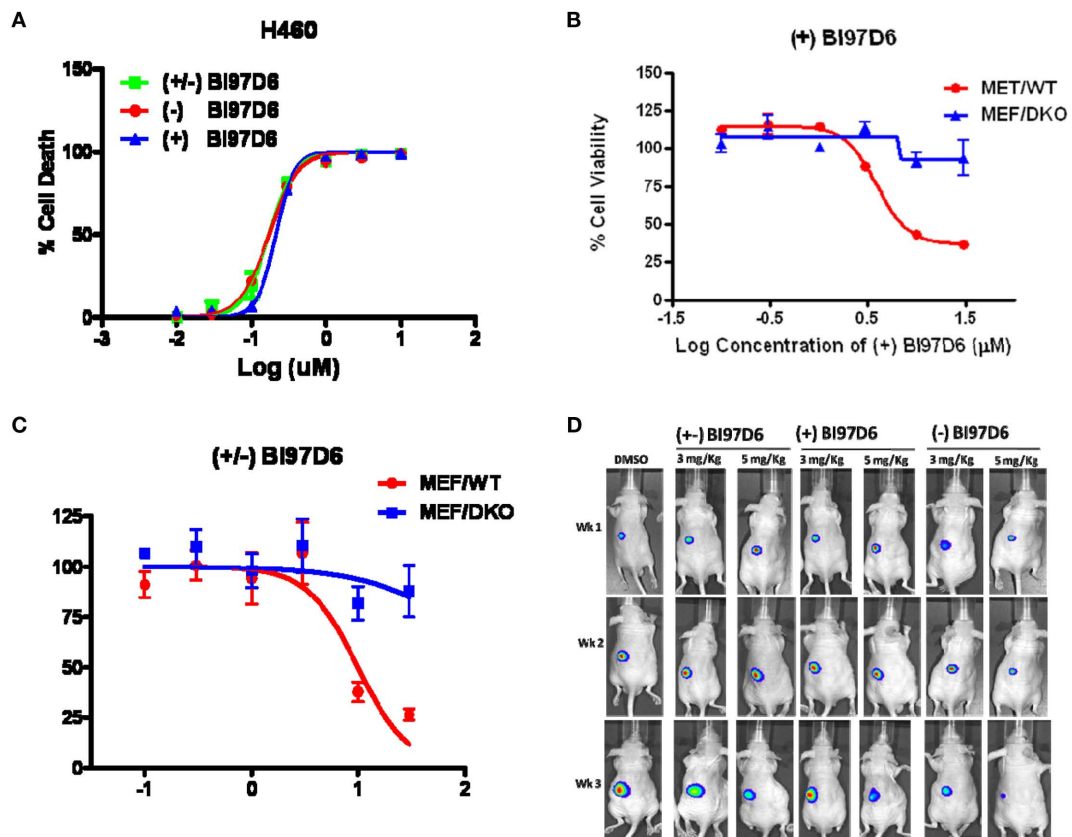 A
H460
150
100
50
0
-3
-2
-1
0
1
2
% Cell Death
Log (uM)
(+/-) BI97D6
(-) BI97D6
(+) BI97D6
B
(+) BI97D6
150
125
100
75
50
25
0
-1.5
-0.5
0.5
1.5
% Cell Viability
Log Concentration of (+) BI97D6 (μM)
MET/WT
MEF/DKO
C
(+/-) BI97D6
MEF/WT
MEF/DKO
125
100
75
50
25
0
-1
0
1
2
D
(+-) BI97D6
(+) BI97D6
(-) BI97D6
DMSO
3 mg/Kg
5 mg/Kg
3 mg/Kg
5 mg/Kg
3 mg/Kg
5 mg/Kg
Wk 1
Wk 2
Wk 3